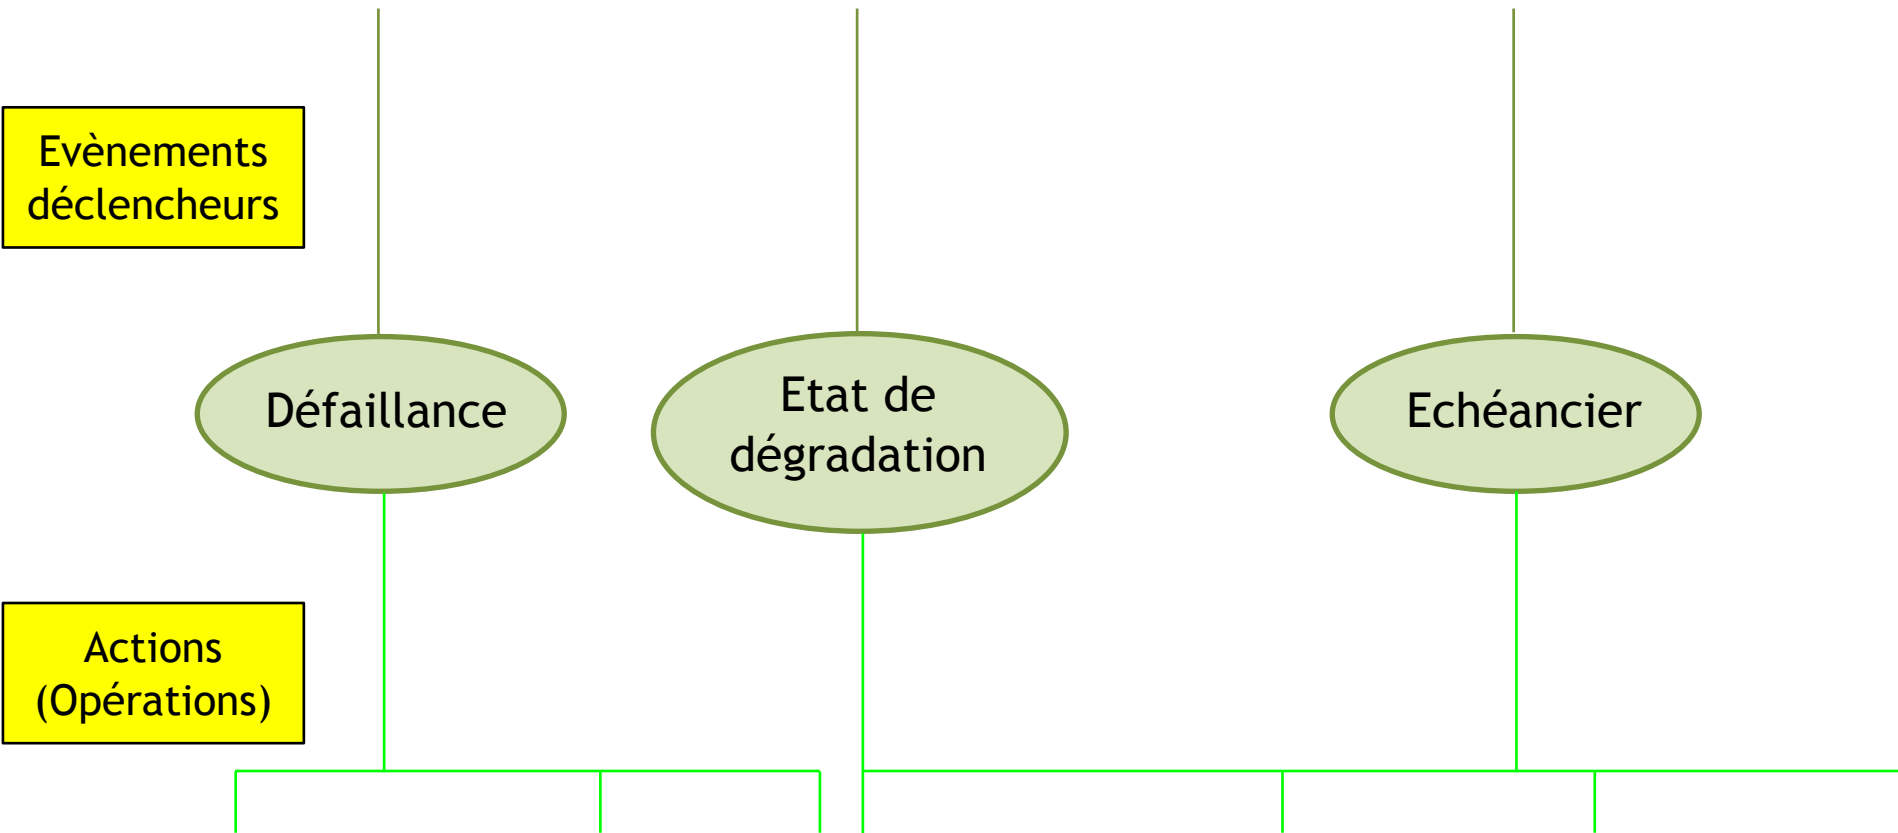 Evènements
déclencheurs
Défaillance
Etat de
dégradation
Echéancier
Actions
(Opérations)